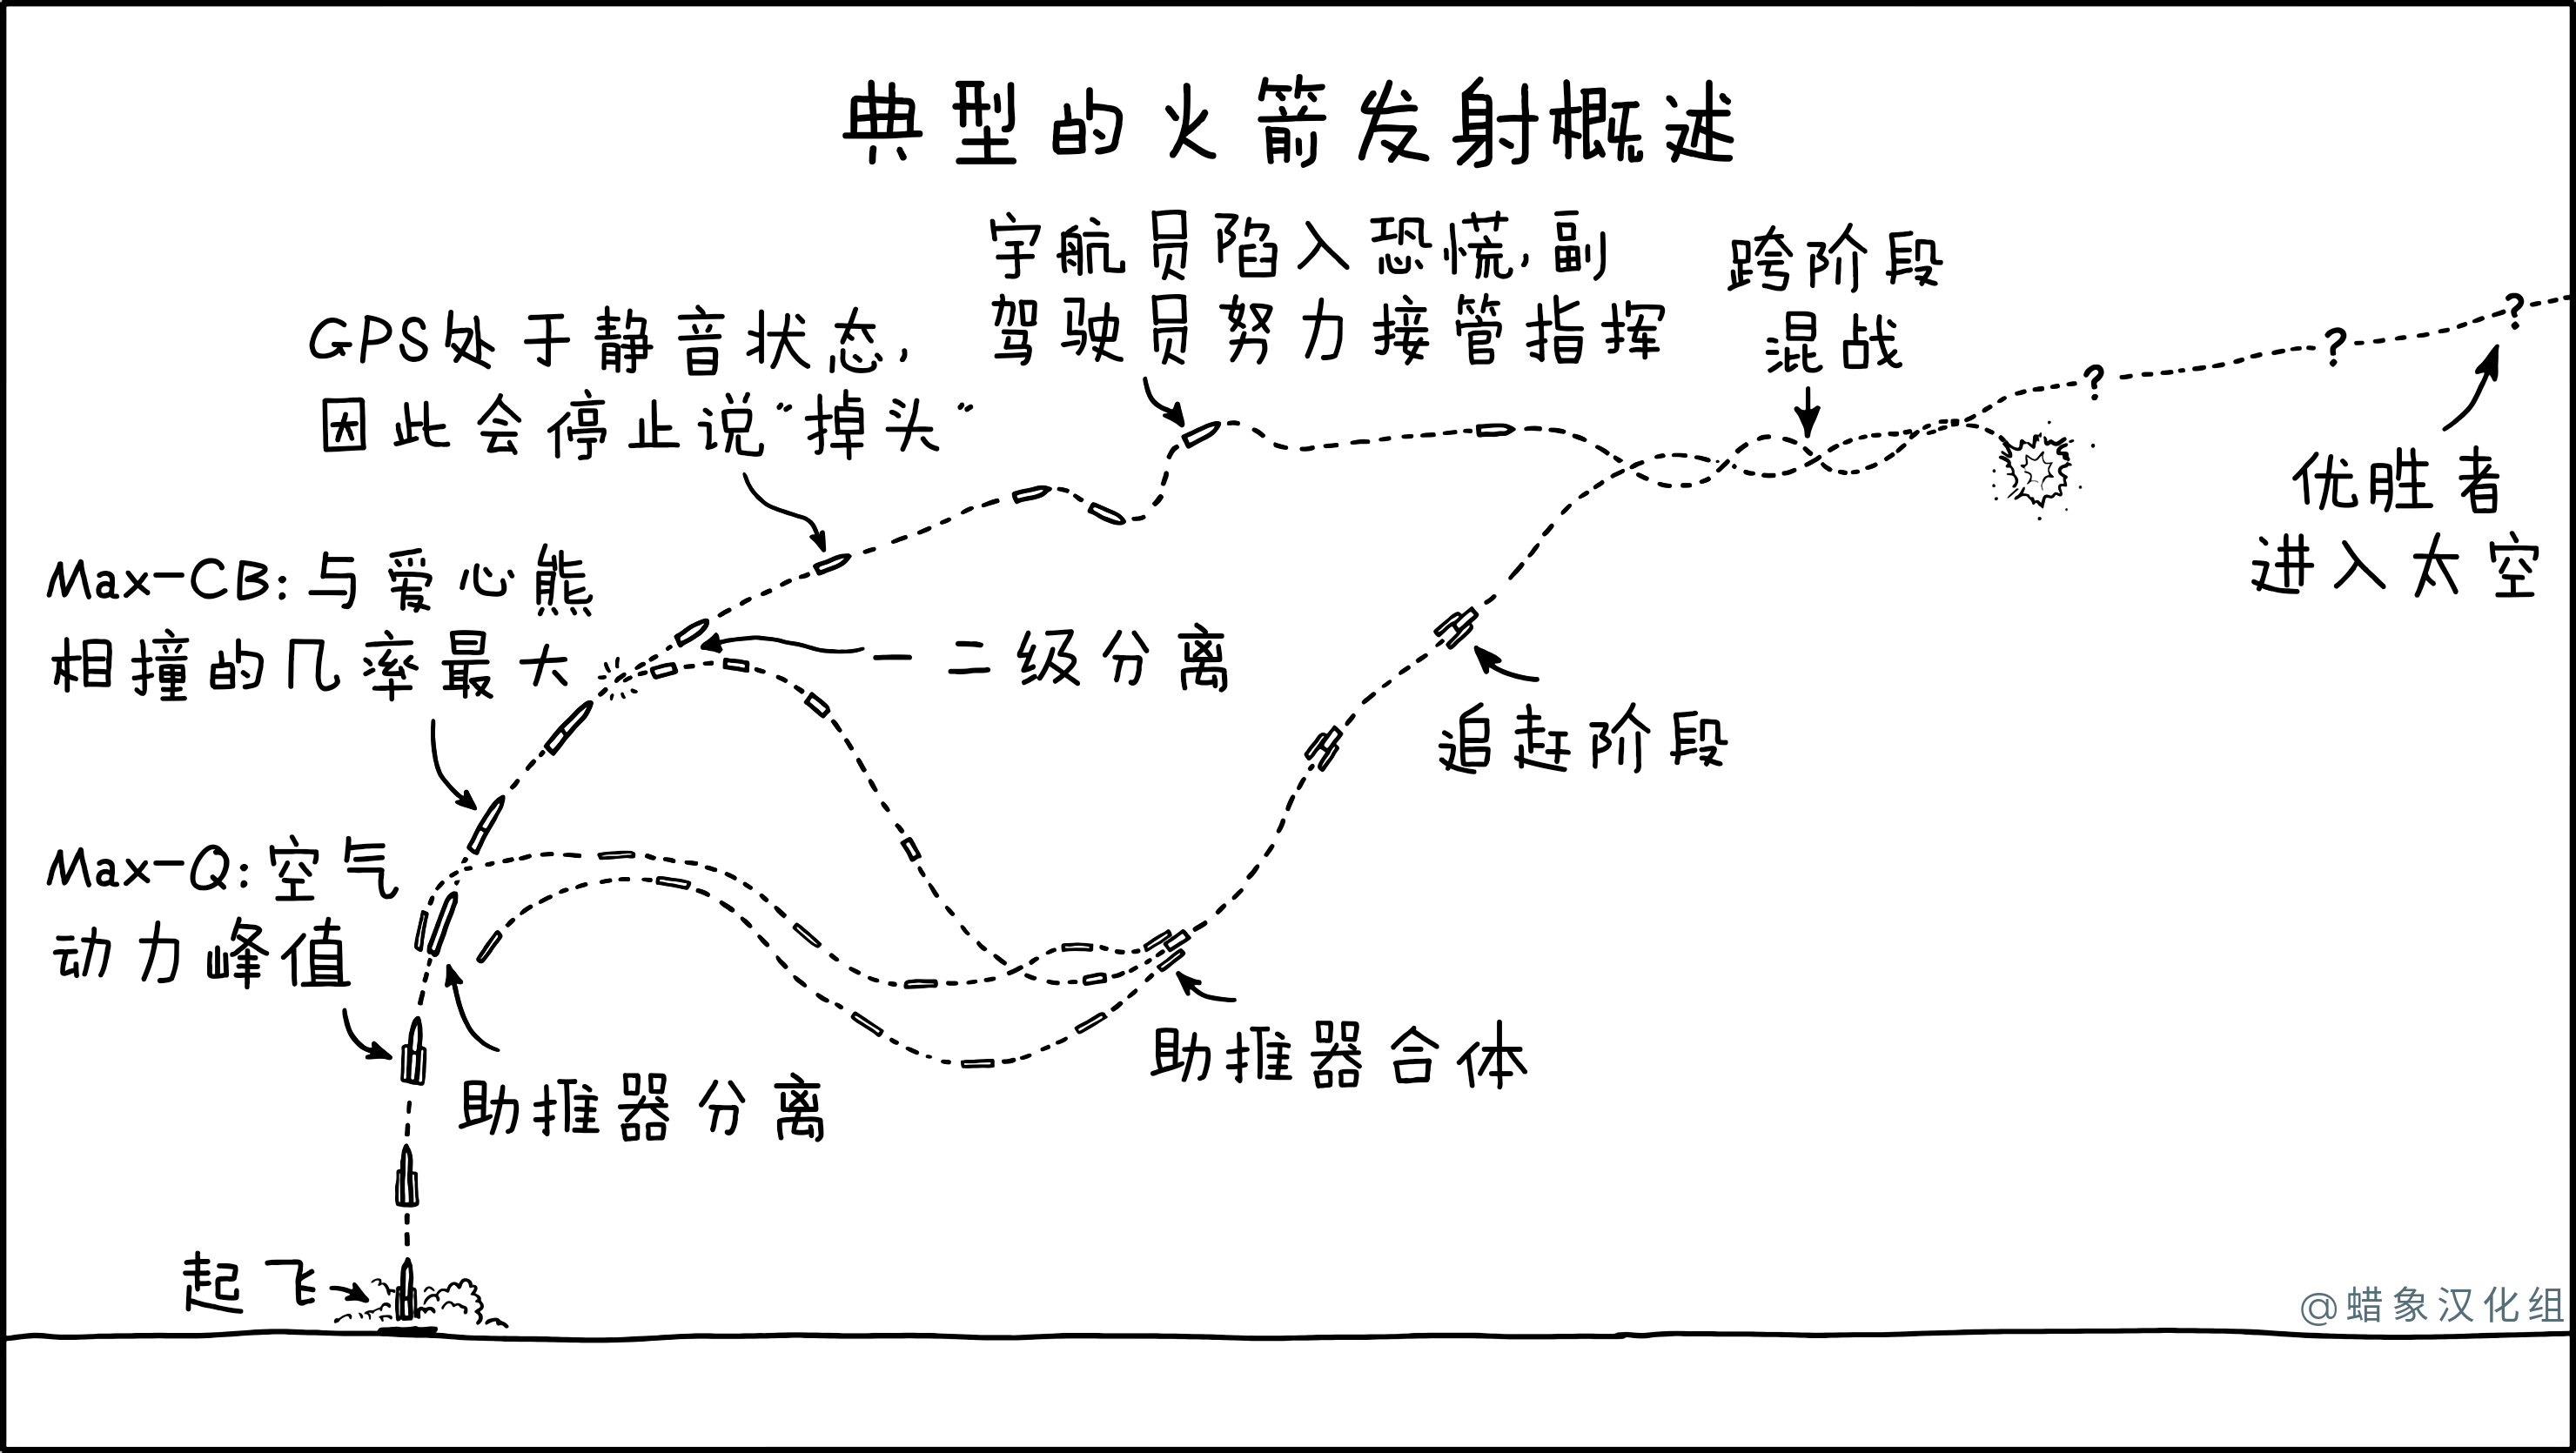 典型的火箭发射概述
宇航员陷入恐慌,副
驾驶员努力接管指挥
跨阶段
混战
GPS处于静音状态,
因此会停止说“掉头”
?
?
?
优胜者
进入太空
Max-CB:与爱心熊
相撞的几率最大
一二级分离
追赶阶段
Max-Q:空气
动力峰值
助推器分离
助推器合体
起飞
@蜡象汉化组